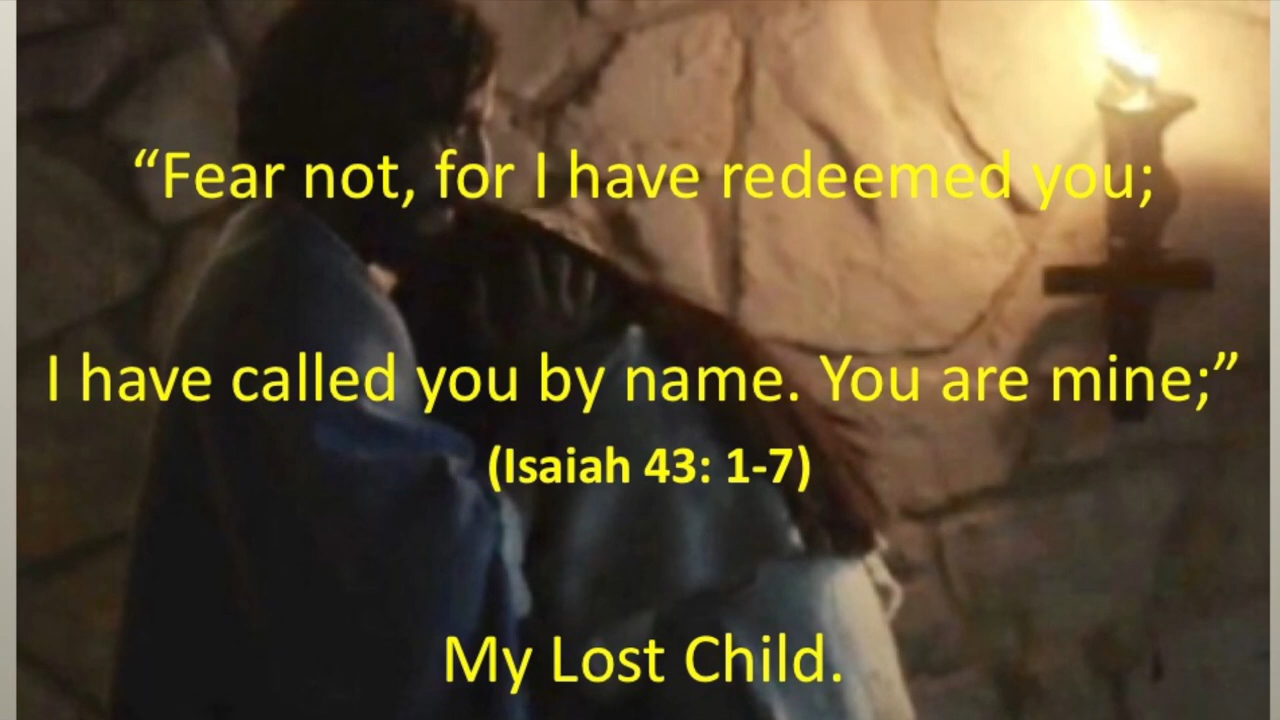 “Fear not, for I have redeemed you;
I have called you by name. You are mine;”
(Isaiah 43: 1-7)
My Lost Child.